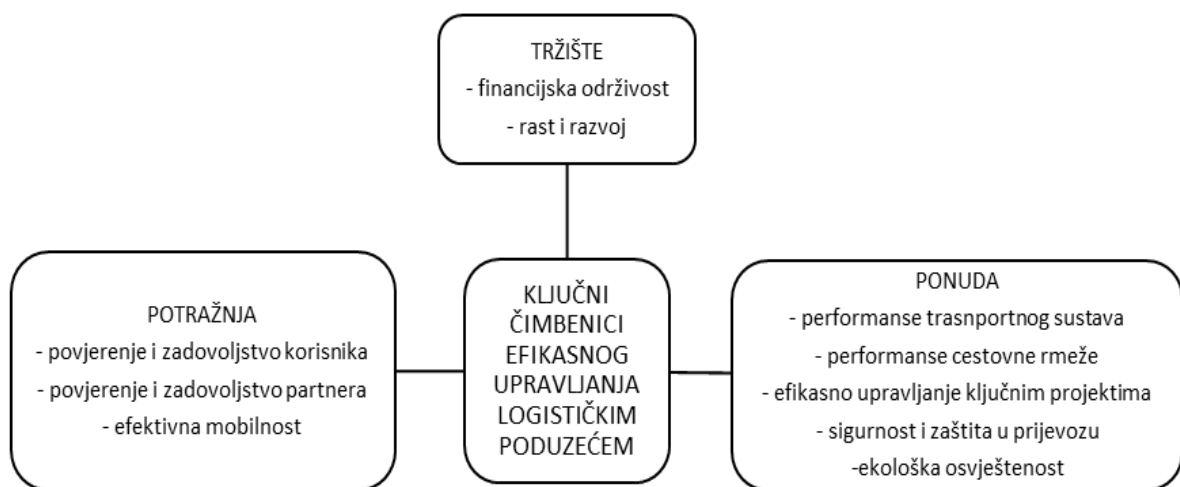 TRŽIŠTE
- financijska održivost
- rast i razvoj
POTRAŽNJA
- povjerenje i zadovoljstvo korisnika
- povjerenje i zadovoljstvo partnera
- efektivna mobilnost
KLJUČNI
ČIMBENICI
EFIKASNOG
UPRAVLJANJA
LOGISTIČKIM
PODUZEĆEM
PONUDA
- performanse trasnportnog sustava
- performanse cestovne rmeže
- efikasno upravljanje ključnim projektima
- sigurnost i zaštita u prijevozu
-ekološka osvještenost